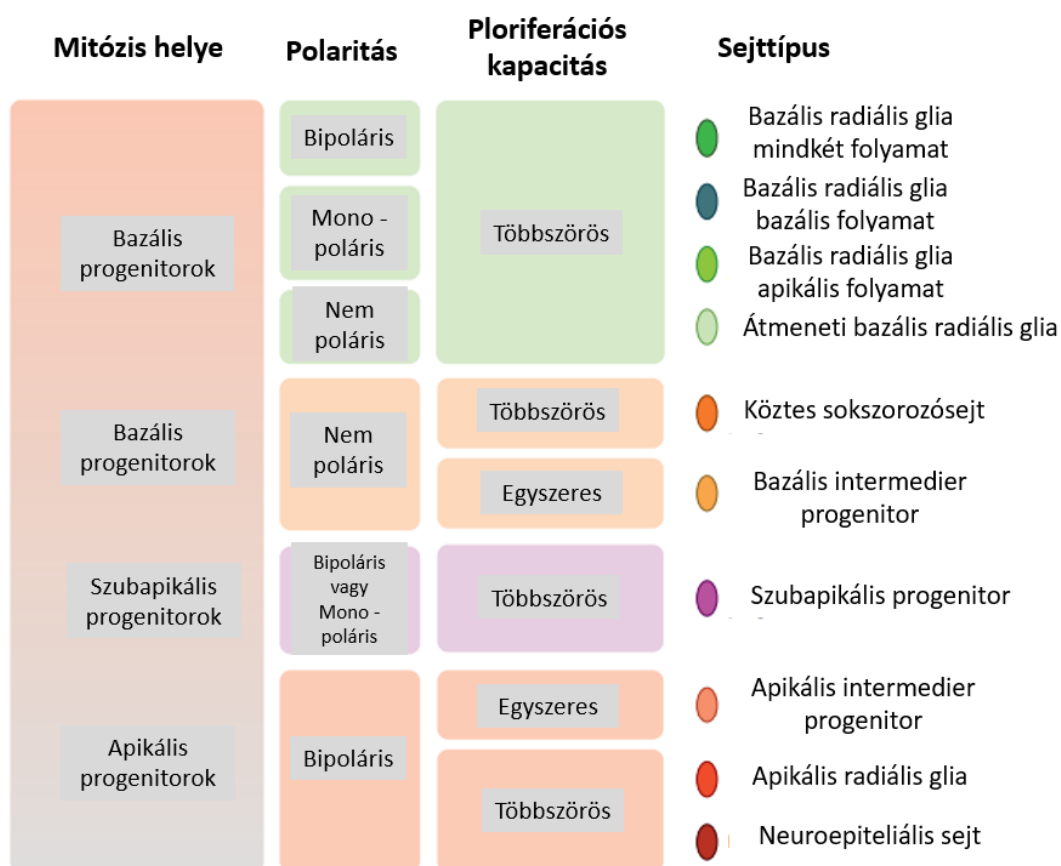 Mitózis helye
Polaritás
Ploriferációs
kapacitás
Sejttípus
Bazális
progenitorok
Bipoláris
Mono -
poláris
Nem
poláris
Többszörös
Bazális radiális glia
mindkét folyamat
Bazális radiális glia
bazális folyamat
Bazális radiális glia
apikális folyamat
Átmeneti bazális radiális glia
Bazális
progenitorok
Nem
poláris
Többszörös
Köztes sokszorozósejt
Egyszeres
Bazális intermedier
progenitor
Szubapikális
progenitorok
Bipoláris
vagy
Mono -
poláris
Többszörös
Szubapikális progenitor
Apikális
progenitorok
Bipoláris
Egyszeres
Apikális intermedier
progenitor
Többszörös
Apikális radiális glia
Neuroepiteliális sejt